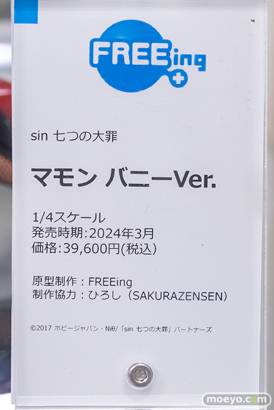 FREEing
sin 七つの大罪
マモン バニーVer.
1/4スケール
発売時期:2024年3月
価格:39,600円(税込)
原型制作：FREEing
制作協力：ひろし（SAKURAZENSEN）
©2017 ホビージャパン・Niθ/「sin 七つの大罪」パートナーズ
moeyo.com